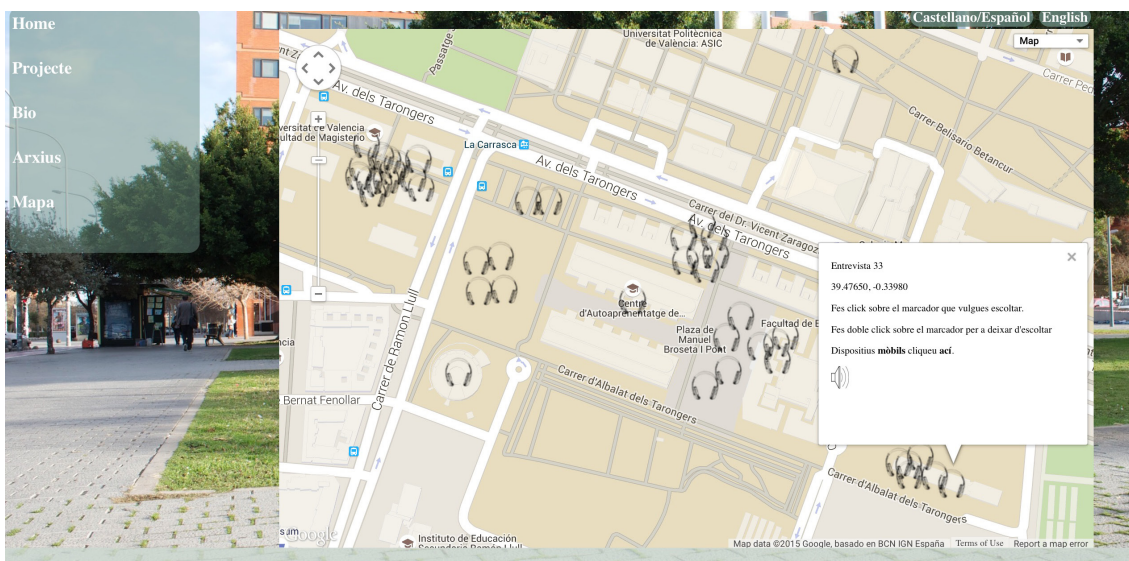 Home
Projecte
Bio
Arxius
Mapa
Castellano/Español English
Map
Universitat Politècnica
de València: ASIC
Passatge
Av. dels Tarongers
Valencia
Magisterio
La Carrasca
Av. dels Tarongers
Carrer Belisario Betancur
Carrer del Dr. Vicent Zaragoz
Av. dels Tarongers
Centre
d'Autoaprenentatge de...
Plaza de
Manuel
Broseta I Pont
Facultad de E
Carrer de Ramon Llull
Carrer d'Albalat dels Tarongers
Bernat Fenollar
Carrer d'Albalat dels Tarongers
Entrevista 33
39.47650, -0.33980
Fes click sobre el marcador que vulgues escoltar.
Fes doble click sobre el marcador per a deixar d'escoltar
Dispositius mòbils cliqueu ací.
Google
Instituto de Educación
Secundaria Ramón Llull
Map data ©2015 Google, basado en BCN IGN España Terms of Use Report a map error